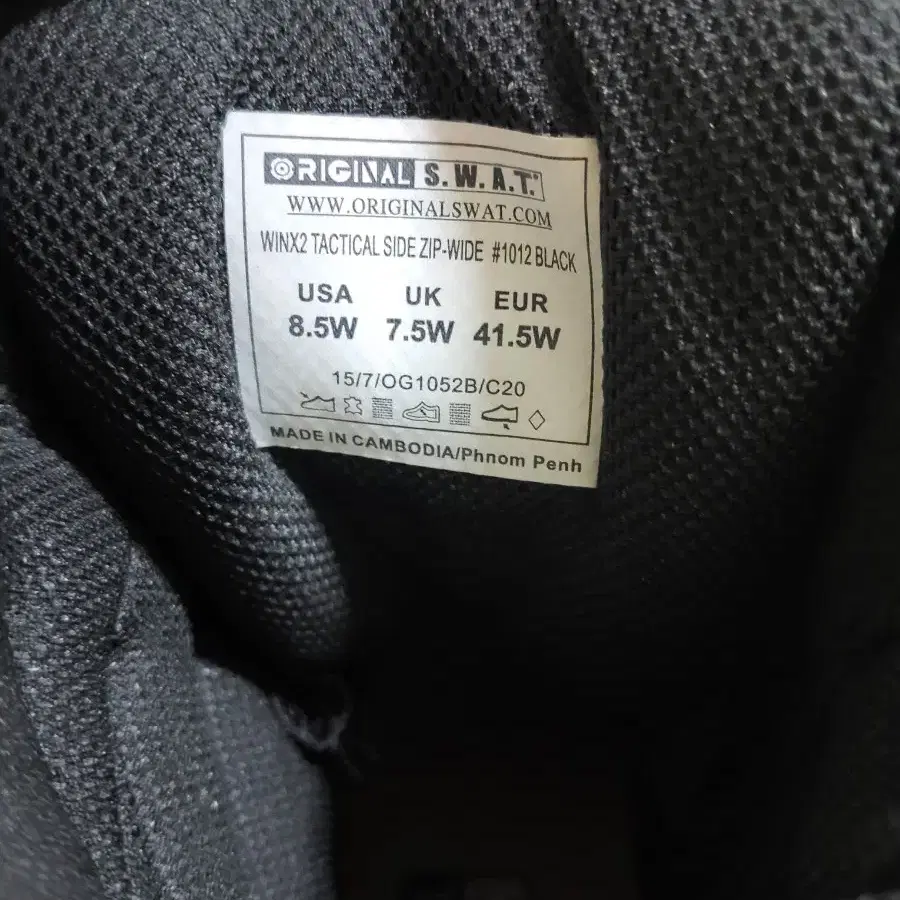 ORIGINAL S.W.A.T.
WWW.ORIGINALSWAT.COM
WINX2 TACTICAL SIDE ZIP-WIDE #1012 BLACK
USA UK EUR
8.5W 7.5W 41.5W
15/7/OG1052B/C20
MADE IN CAMBODIA/Phnom Penh